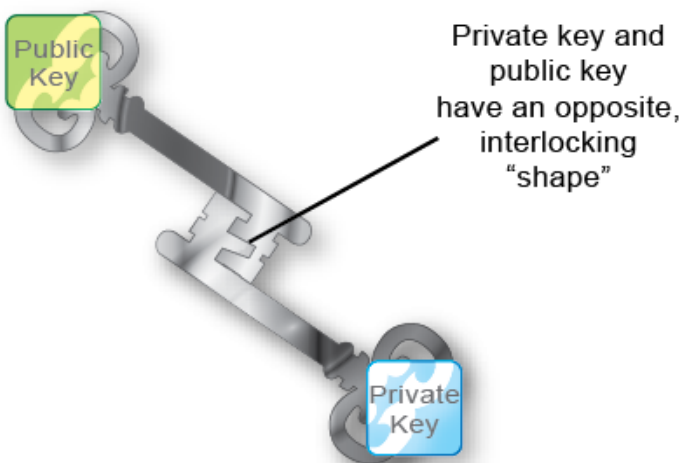 Public
Key
Private key and
public key
have an opposite,
interlocking
“shape”
Private
Key